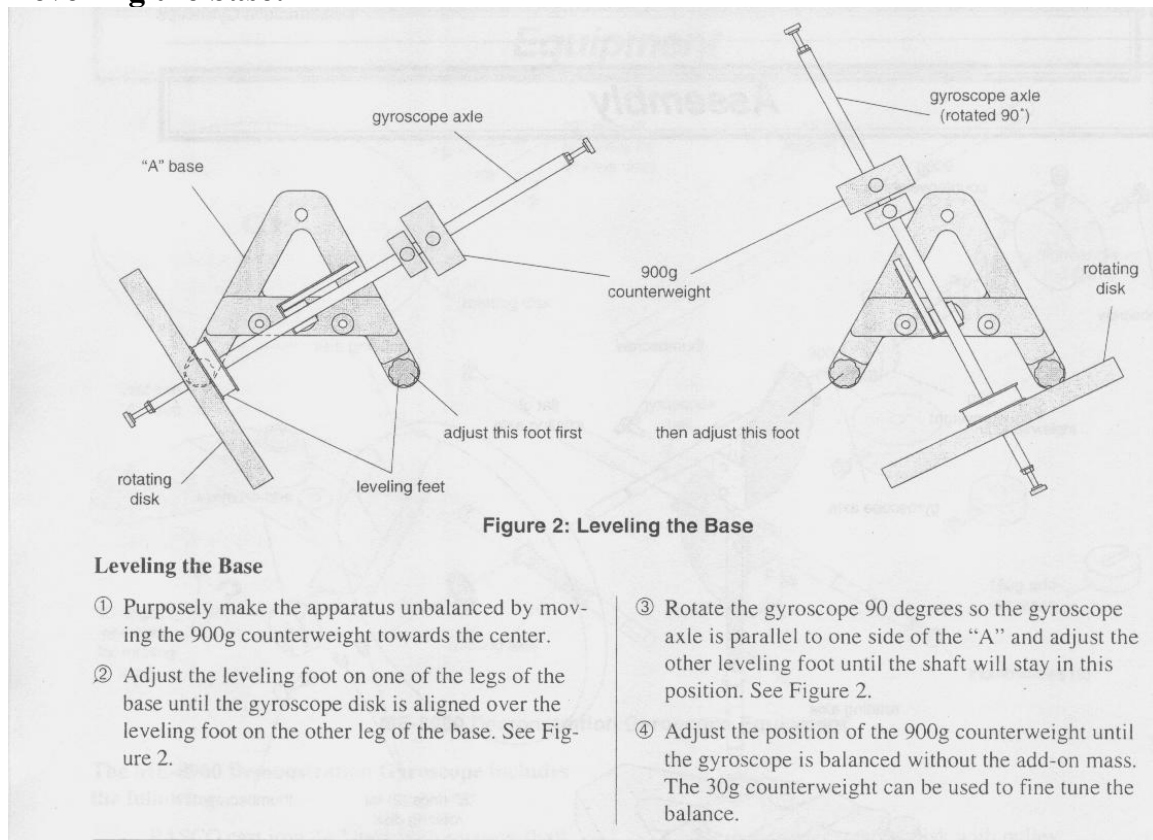 Leveling the base.
Equipment
Assembly
gyroscope axle
"A" base
gyroscope axle
(rotated 90˚)
900g
counterweight
rotating
disk
adjust this foot first
then adjust this foot
rotating
disk
leveling feet
Figure 2: Leveling the Base
Leveling the Base
① Purposely make the apparatus unbalanced by mov-
ing the 900g counterweight towards the center.
② Adjust the leveling foot on one of the legs of the
base until the gyroscope disk is aligned over the
leveling foot on the other leg of the base. See Fig-
ure 2.
③ Rotate the gyroscope 90 degrees so the gyroscope
axle is parallel to one side of the "A" and adjust the
other leveling foot until the shaft will stay in this
position. See Figure 2.
④ Adjust the position of the 900g counterweight until
the gyroscope is balanced without the add-on mass.
The 30g counterweight can be used to fine tune the
balance.